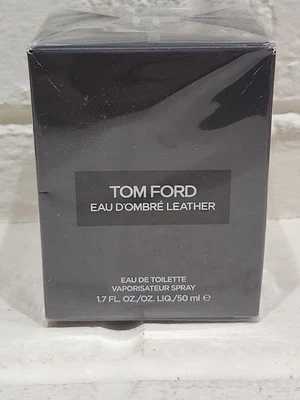 TOM FORD
EAU D'OMBRÉ LEATHER
EAU DE TOILETTE
VAPORISATEUR SPRAY
1.7 FL. OZ./OZ. LIQ./50 ml ℮